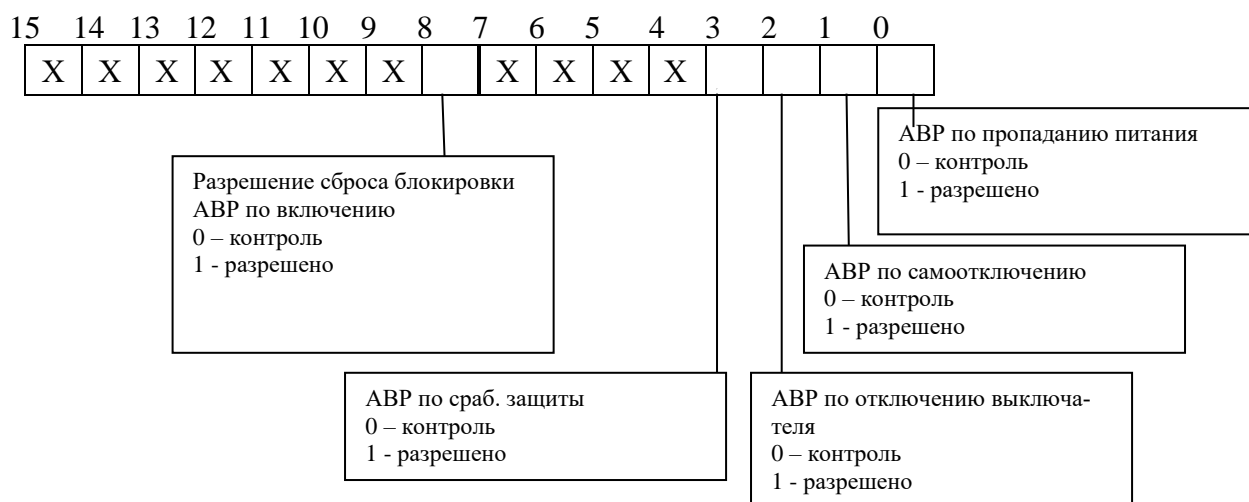 15 14 13 12 11 10 9 8 7 6 5 4 3 2 1 0
X X X X X X X X X X X
АВР по пропаданию питания
0 – контроль
1 - разрешено
Разрешение сброса блокировки
АВР по включению
0 – контроль
1 - разрешено
АВР по самоотключению
0 – контроль
1 - разрешено
АВР по сраб. защиты
0 – контроль
1 - разрешено
АВР по отключению выключа-
теля
0 – контроль
1 - разрешено